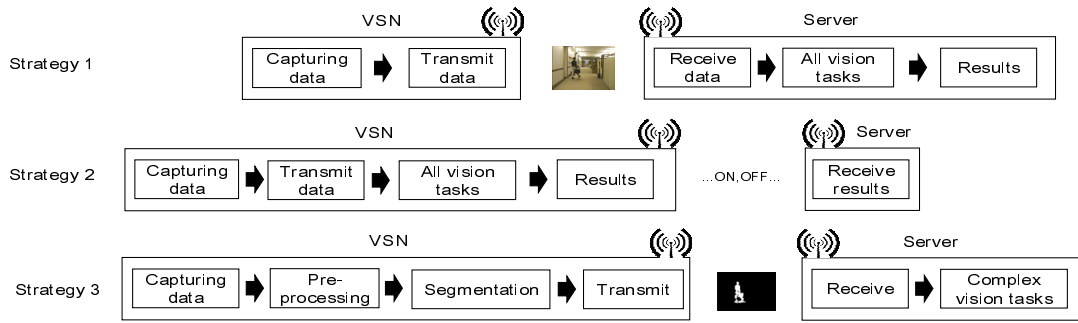 VSN
Server
Strategy 1
Capturing
data
Transmit
data
Receive
data
All vision
tasks
Results
VSN
Server
Strategy 2
Capturing
data
Transmit
data
All vision
tasks
Results
...ON,OFF...
Receive
results
VSN
Server
Strategy 3
Capturing
data
Pre-
processing
Segmentation
Transmit
Receive
Complex
vision tasks